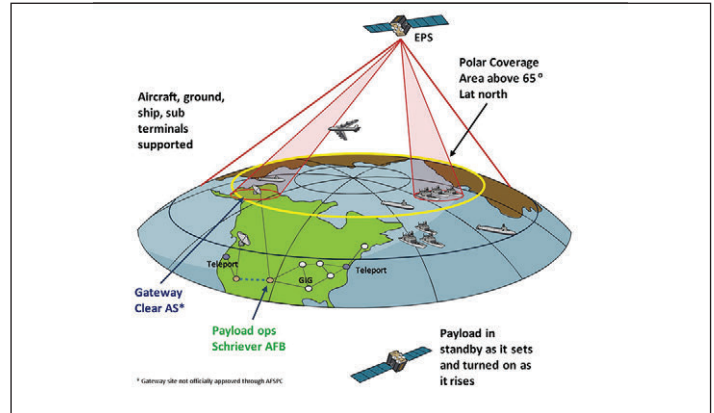 EPS
Polar Coverage
Area above 65°
Lat north
Aircraft, ground,
ship, sub
terminals
supported
Teleport
GIG
Teleport
Gateway
Clear AS*
Payload ops
Schriever AFB
Payload in
standby as it sets
and turned on as
it rises
* Gateway site not officially approved through AFSPC